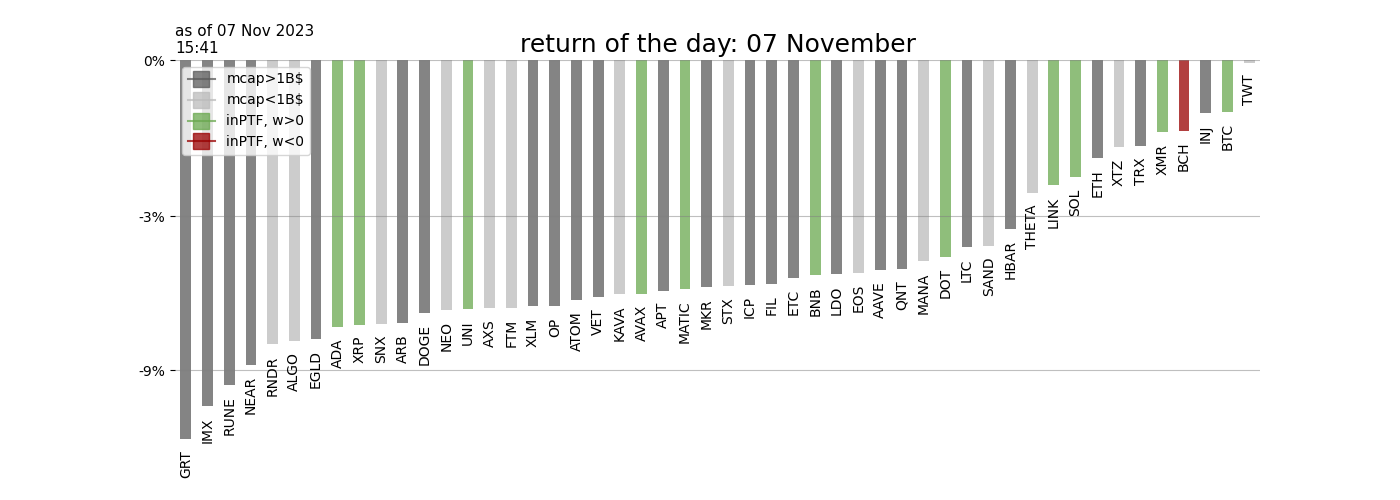 as of 07 Nov 2023
15:41
return of the day: 07 November
0%
-3%
-9%
mcap>1B$
mcap<1B$
inPTF, w>0
inPTF, w<0
GRT
IMX
RUNE
NEAR
RNDR
ALGO
EGLD
ADA
XRP
SNX
ARB
DOGE
NEO
UNI
AXS
FTM
XLM
OP
ATOM
VET
KAVA
AVAX
APT
MATIC
MKR
STX
ICP
FIL
ETC
BNB
LDO
EOS
AAVE
QNT
MANA
DOT
LTC
SAND
HBAR
THETA
LINK
SOL
ETH
XTZ
TRX
XMR
BCH
INJ
BTC
TWT